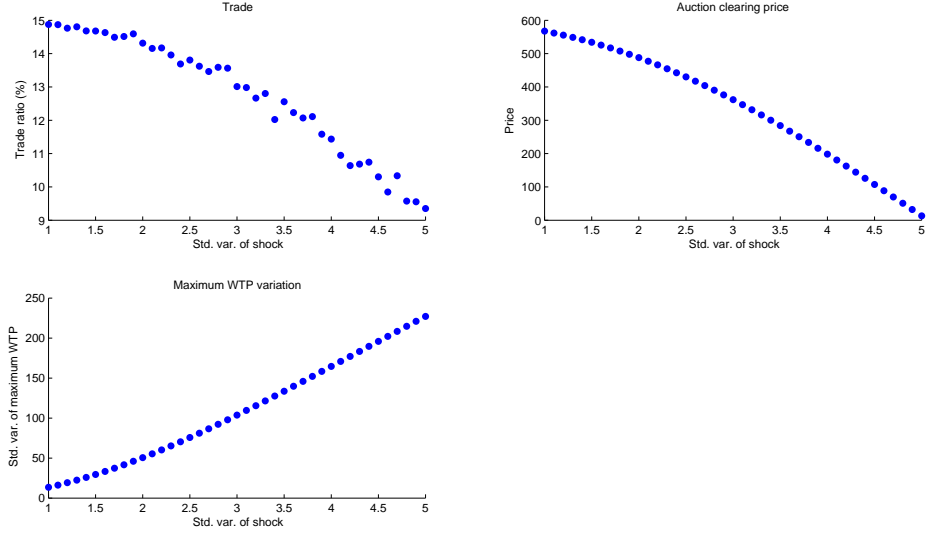 Trade
Trade ratio (%)
15
14
13
12
11
10
9
1 1.5 2 2.5 3 3.5 4 4.5 5
Std. var. of shock
Auction clearing price
Price
600
500
400
300
200
100
0
1 1.5 2 2.5 3 3.5 4 4.5 5
Std. var. of shock
Maximum WTP variation
Std. var. of maximum WTP
250
200
150
100
50
0
1 1.5 2 2.5 3 3.5 4 4.5 5
Std. var. of shock